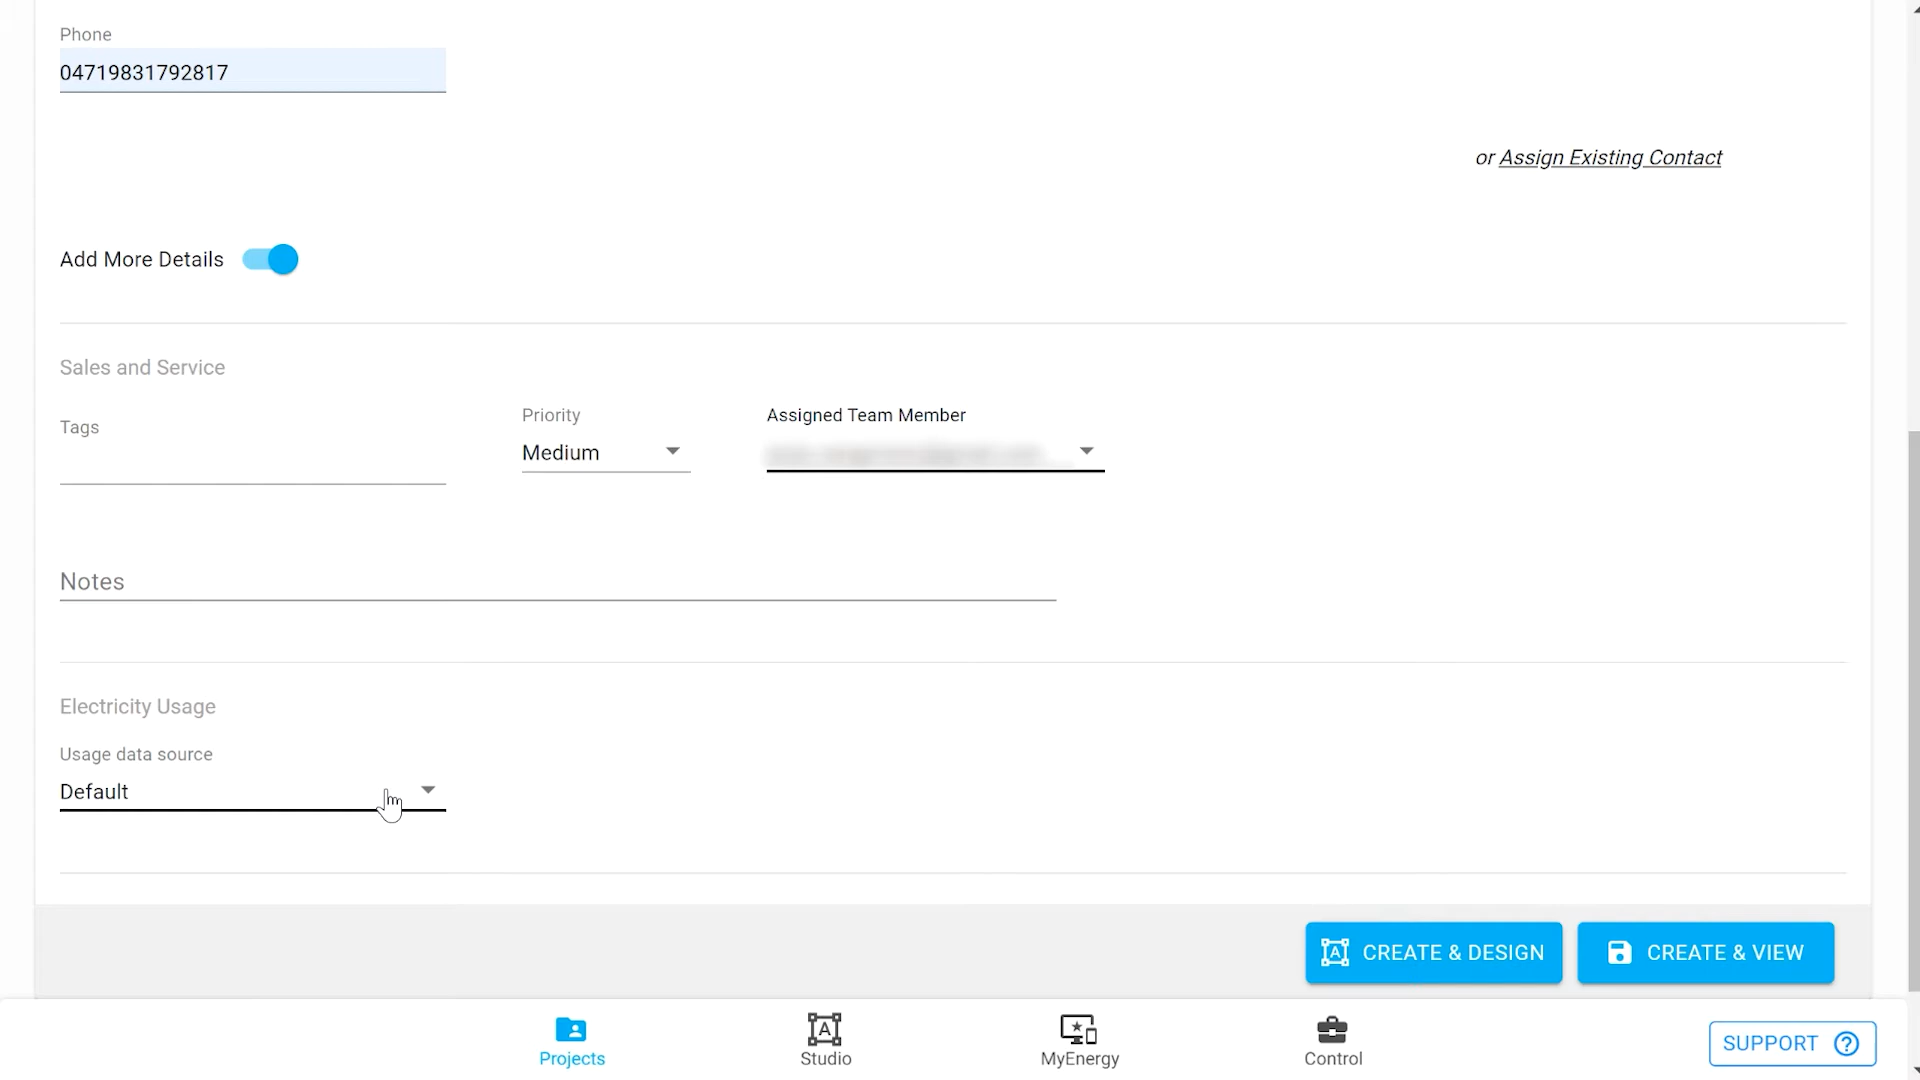 Phone
04719831792817
or Assign Existing Contact
Add More Details
Sales and Service
Tags
Priority
Assigned Team Member
Medium
Notes
Electricity Usage
Usage data source
Default
CREATE & DESIGN
CREATE & VIEW
Projects
Studio
MyEnergy
Control
SUPPORT